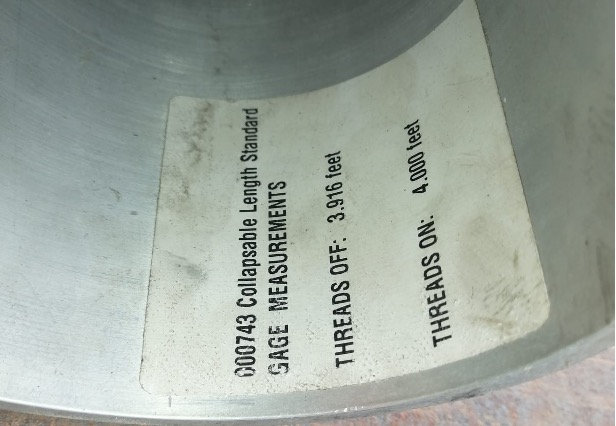 000743 Collapsable Length Standard
GAGE MEASUREMENTS
THREADS OFF: 3.916 feet
THREADS ON: 4.000 feet